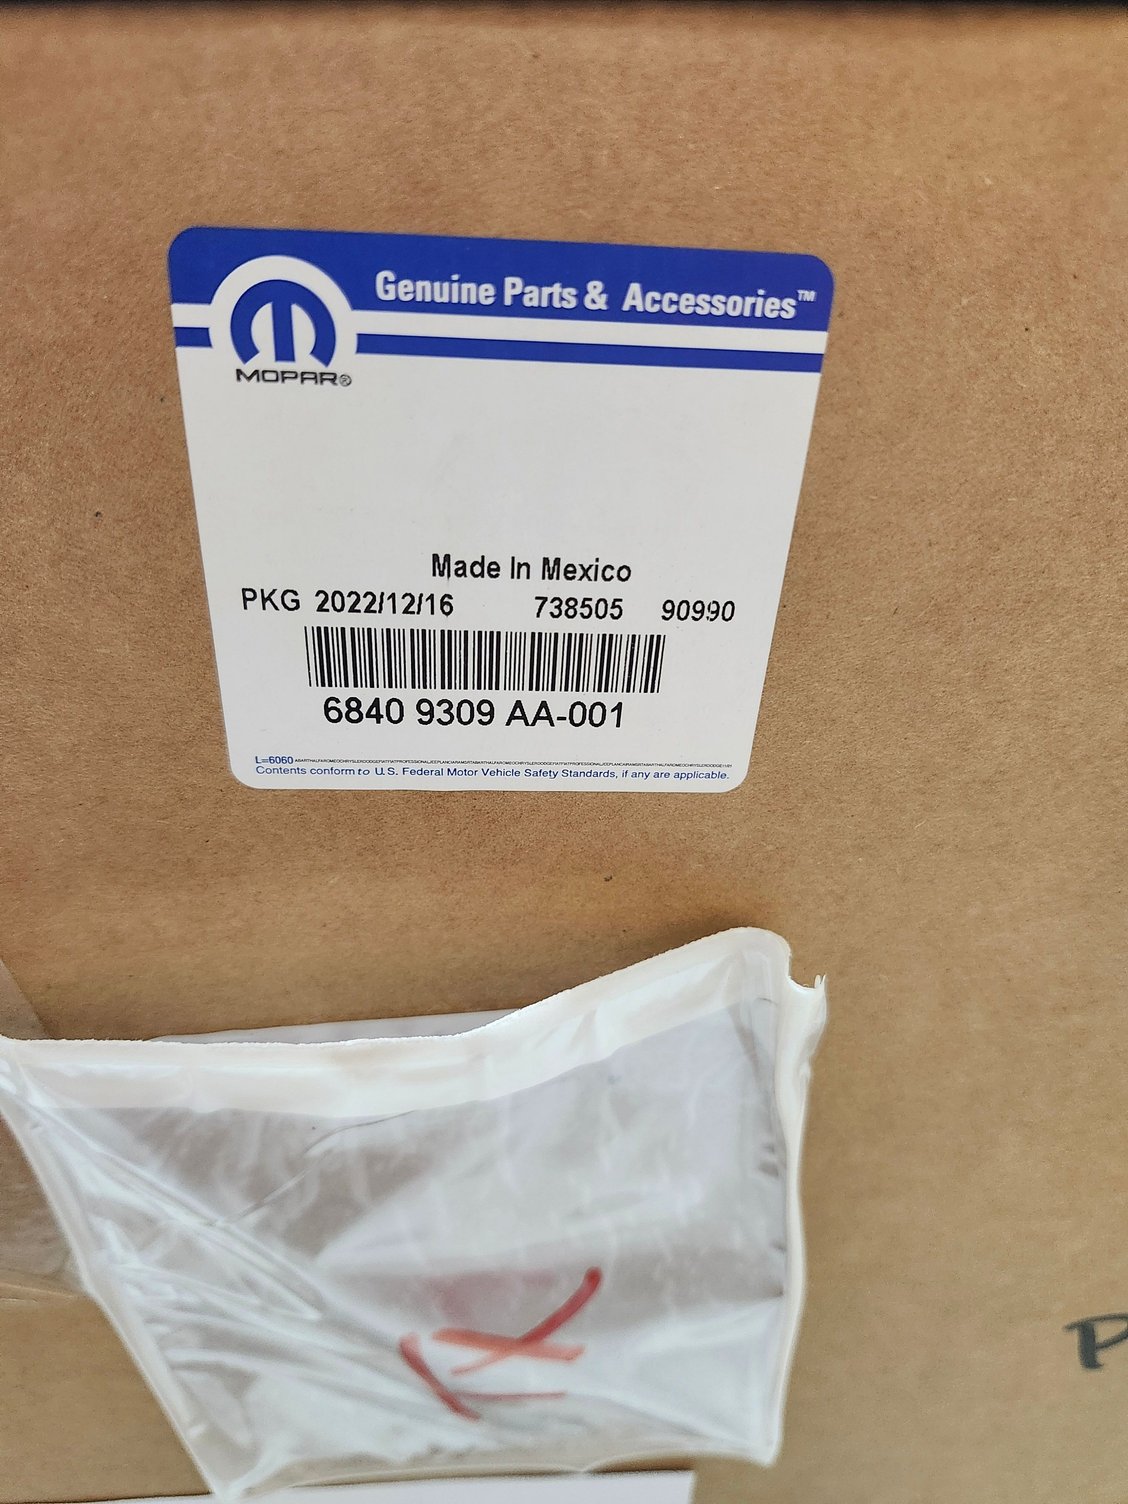 Genuine Parts & Accessories™
MOPAR®
Made In Mexico
PKG 2022/12/16 738505 90990
6840 9309 AA-001
L=6060
Contents conform to U.S. Federal Motor Vehicle Safety Standards, if any are applicable.
TX
P